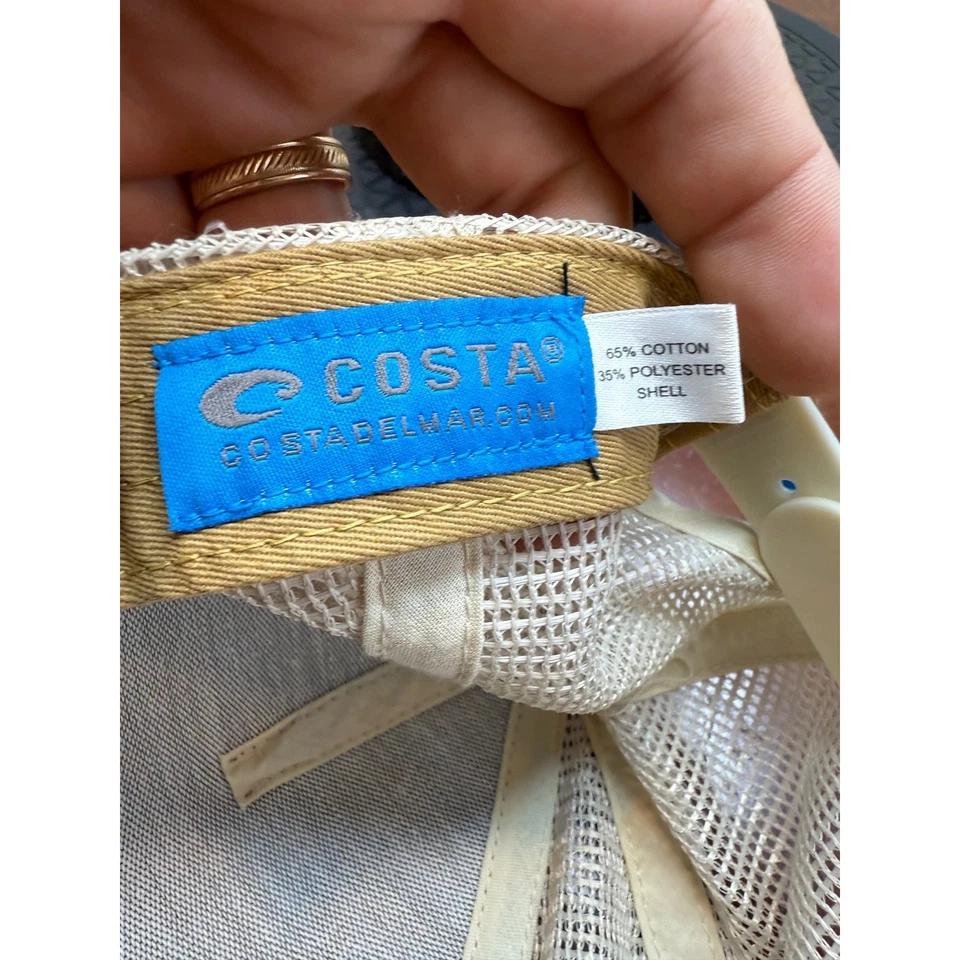 COSTA®
COSTADELMAR.COM
65% COTTON
35% POLYESTER
SHELL